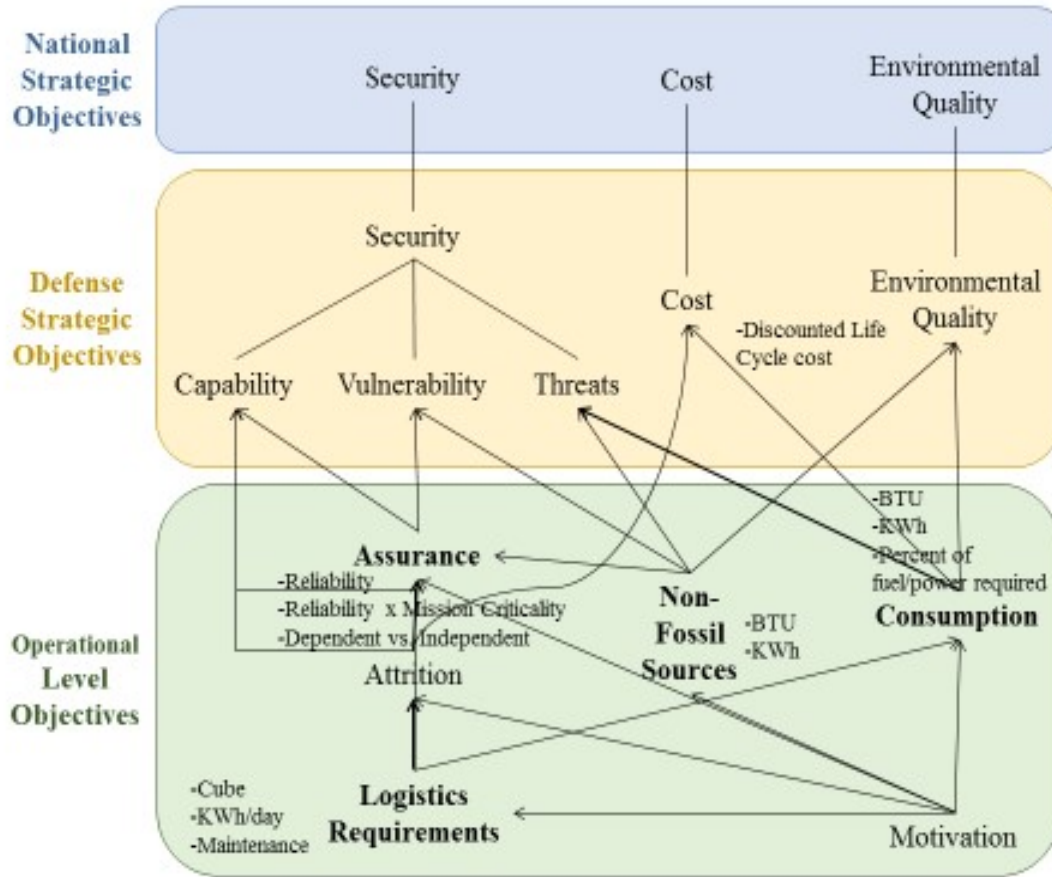 National
Strategic
Objectives
Security
Cost
Environmental
Quality
Defense
Strategic
Objectives
Security
Cost
-Discounted Life
Cycle cost
Environmental
Quality
Capability
Vulnerability
Threats
Operational
Level
Objectives
Assurance
-Reliability
-Reliability x Mission Criticality
-Dependent vs. Independent
Attrition
Non-
Fossil
Sources
-BTU
-KWh
-BTU
-KWh
-Percent of
fuel/power required
Consumption
-Cube
-KWh/day
-Maintenance
Logistics
Requirements
Motivation